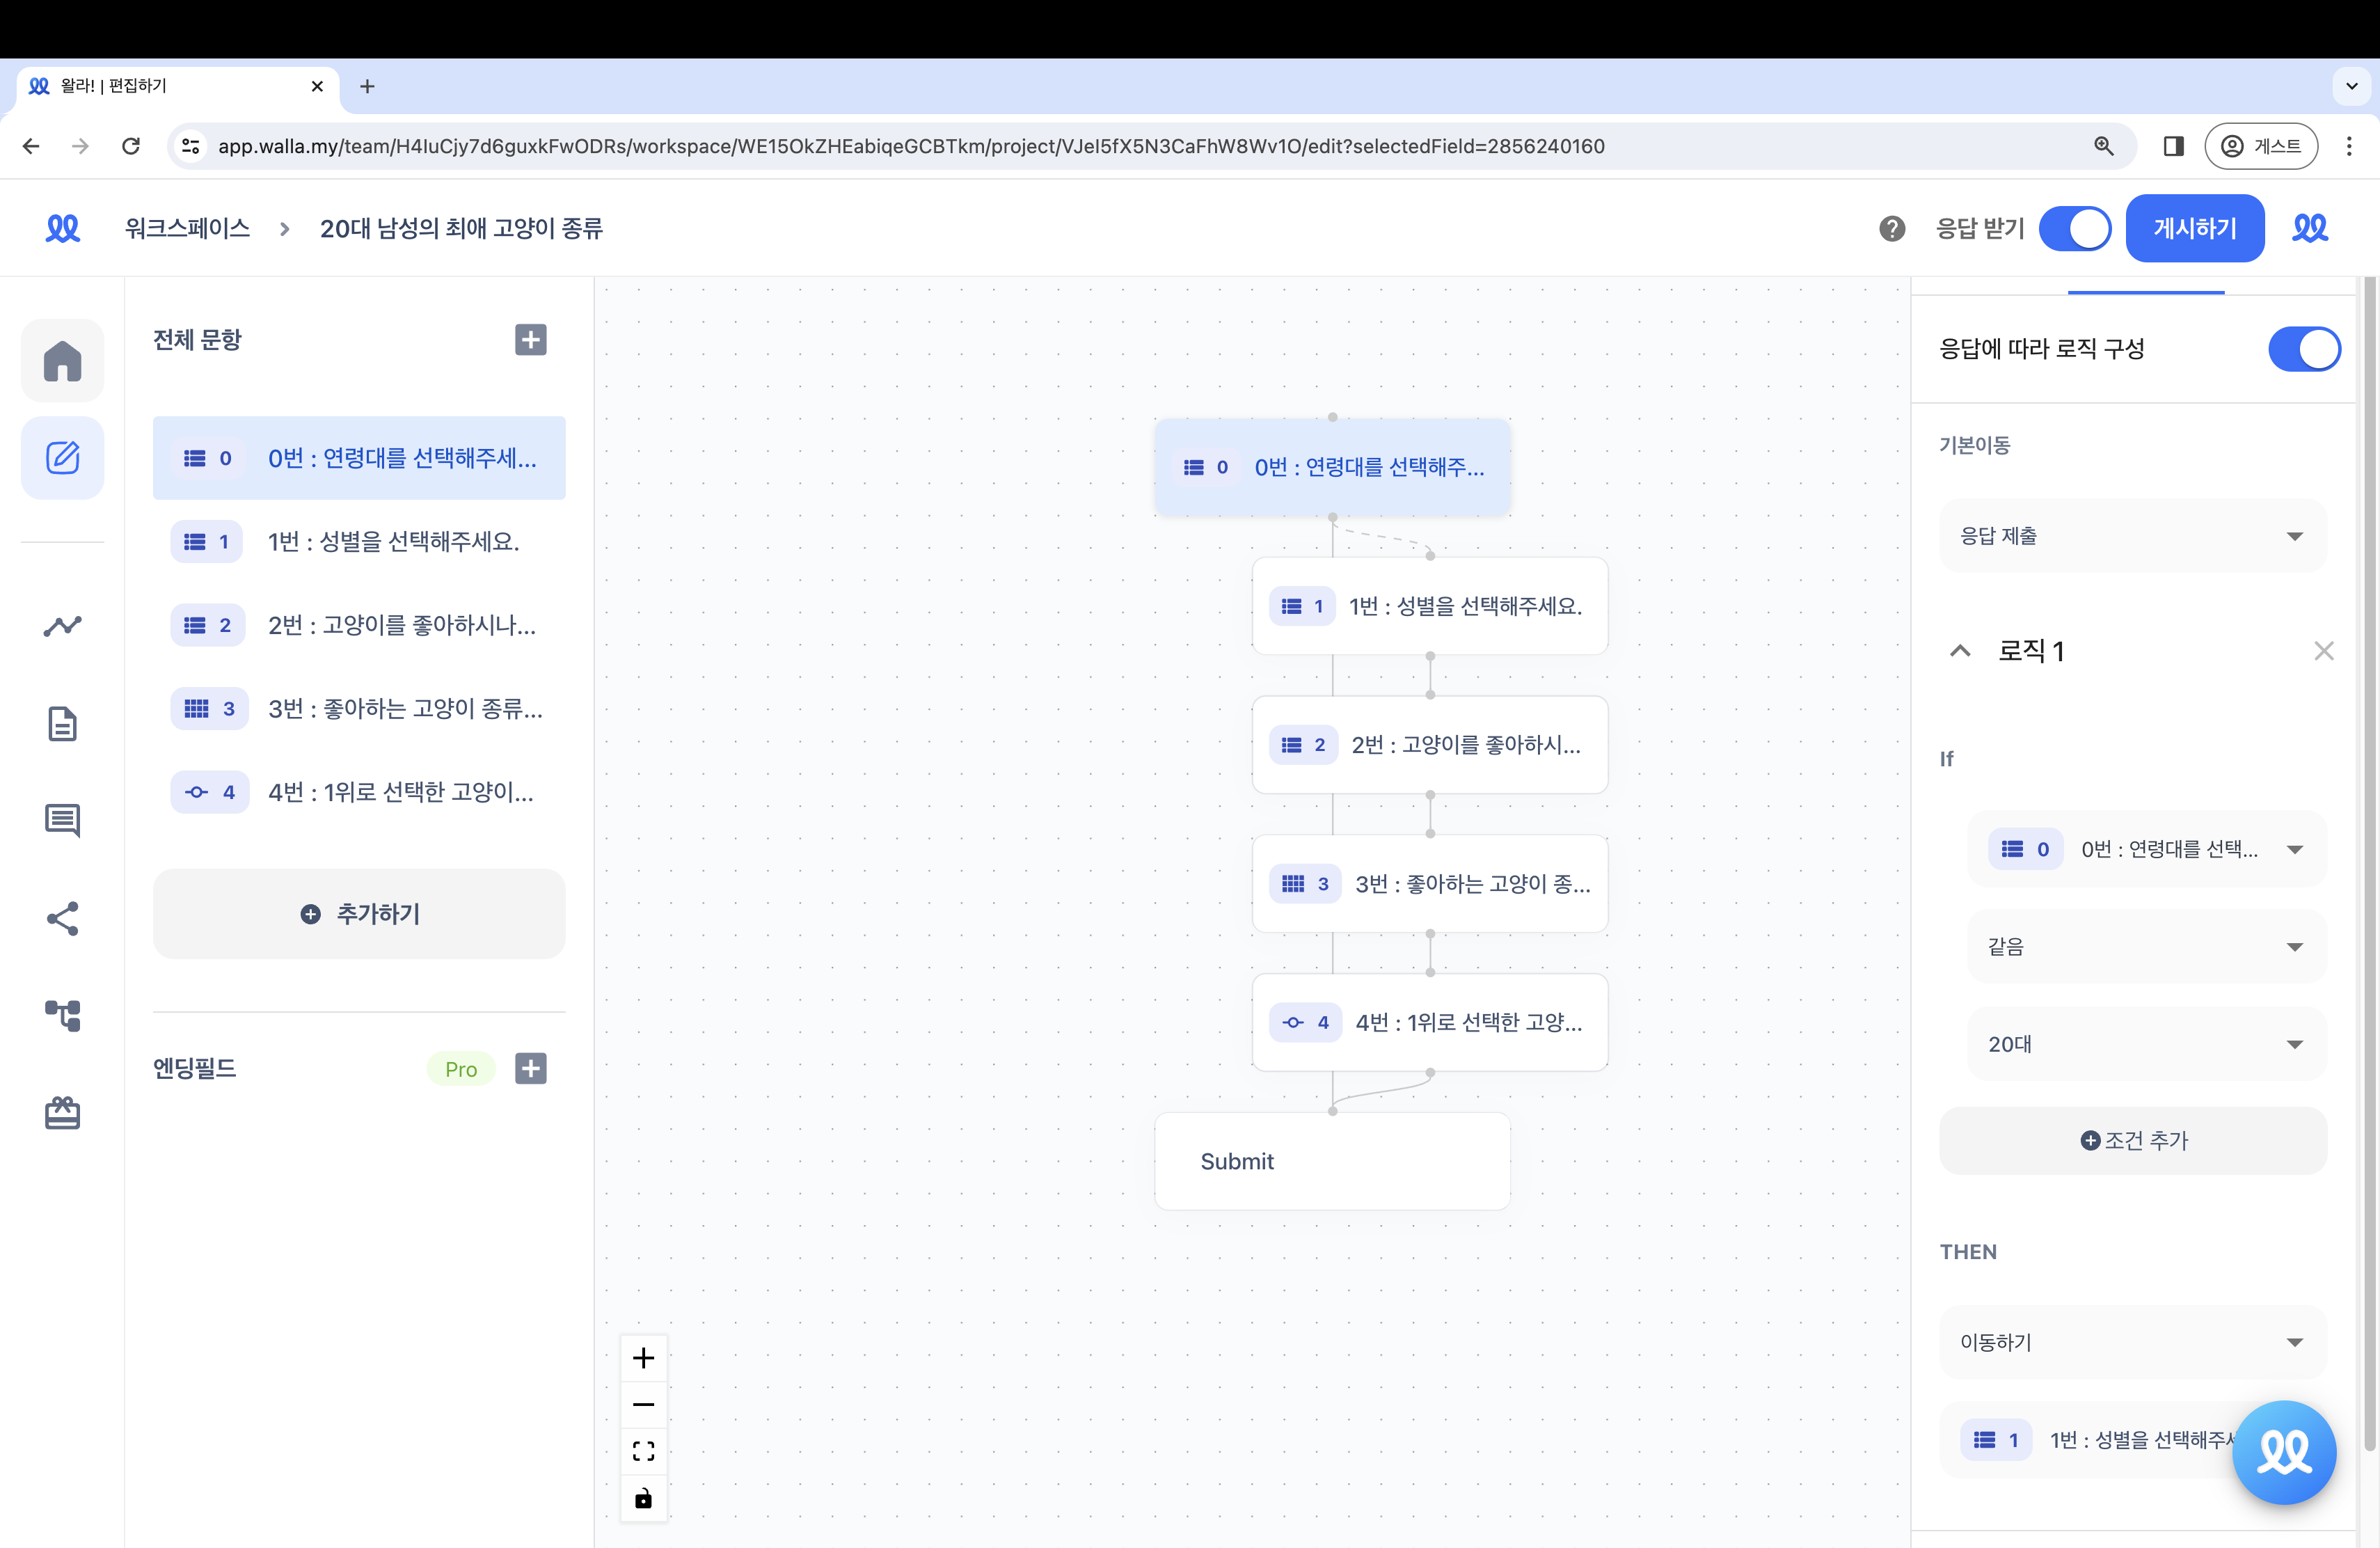 왈라! | 편집하기
app.walla.my/team/H4IuCjy7d6guxkFwODRs/workspace/WE15OkZHEabiqeGCBTkm/project/VJeI5fX5N3CaFhW8Wv1O/edit?selectedField=2856240160
게스트
워크스페이스 > 20대 남성의 최애 고양이 종류
응답 받기
게시하기
전체 문항
0 0번 : 연령대를 선택해주세...
1 1번 : 성별을 선택해주세요.
2 2번 : 고양이를 좋아하시나...
3 3번 : 좋아하는 고양이 종류...
4 4번 : 1위로 선택한 고양이...
추가하기
엔딩필드 Pro
0 0번 : 연령대를 선택해주...
1 1번 : 성별을 선택해주세요.
2 2번 : 고양이를 좋아하시...
3 3번 : 좋아하는 고양이 종...
4 4번 : 1위로 선택한 고양...
Submit
응답에 따라 로직 구성
기본이동
응답 제출
로직 1
If
0 0번 : 연령대를 선택...
같음
20대
조건 추가
THEN
이동하기
1 1번 : 성별을 선택해주